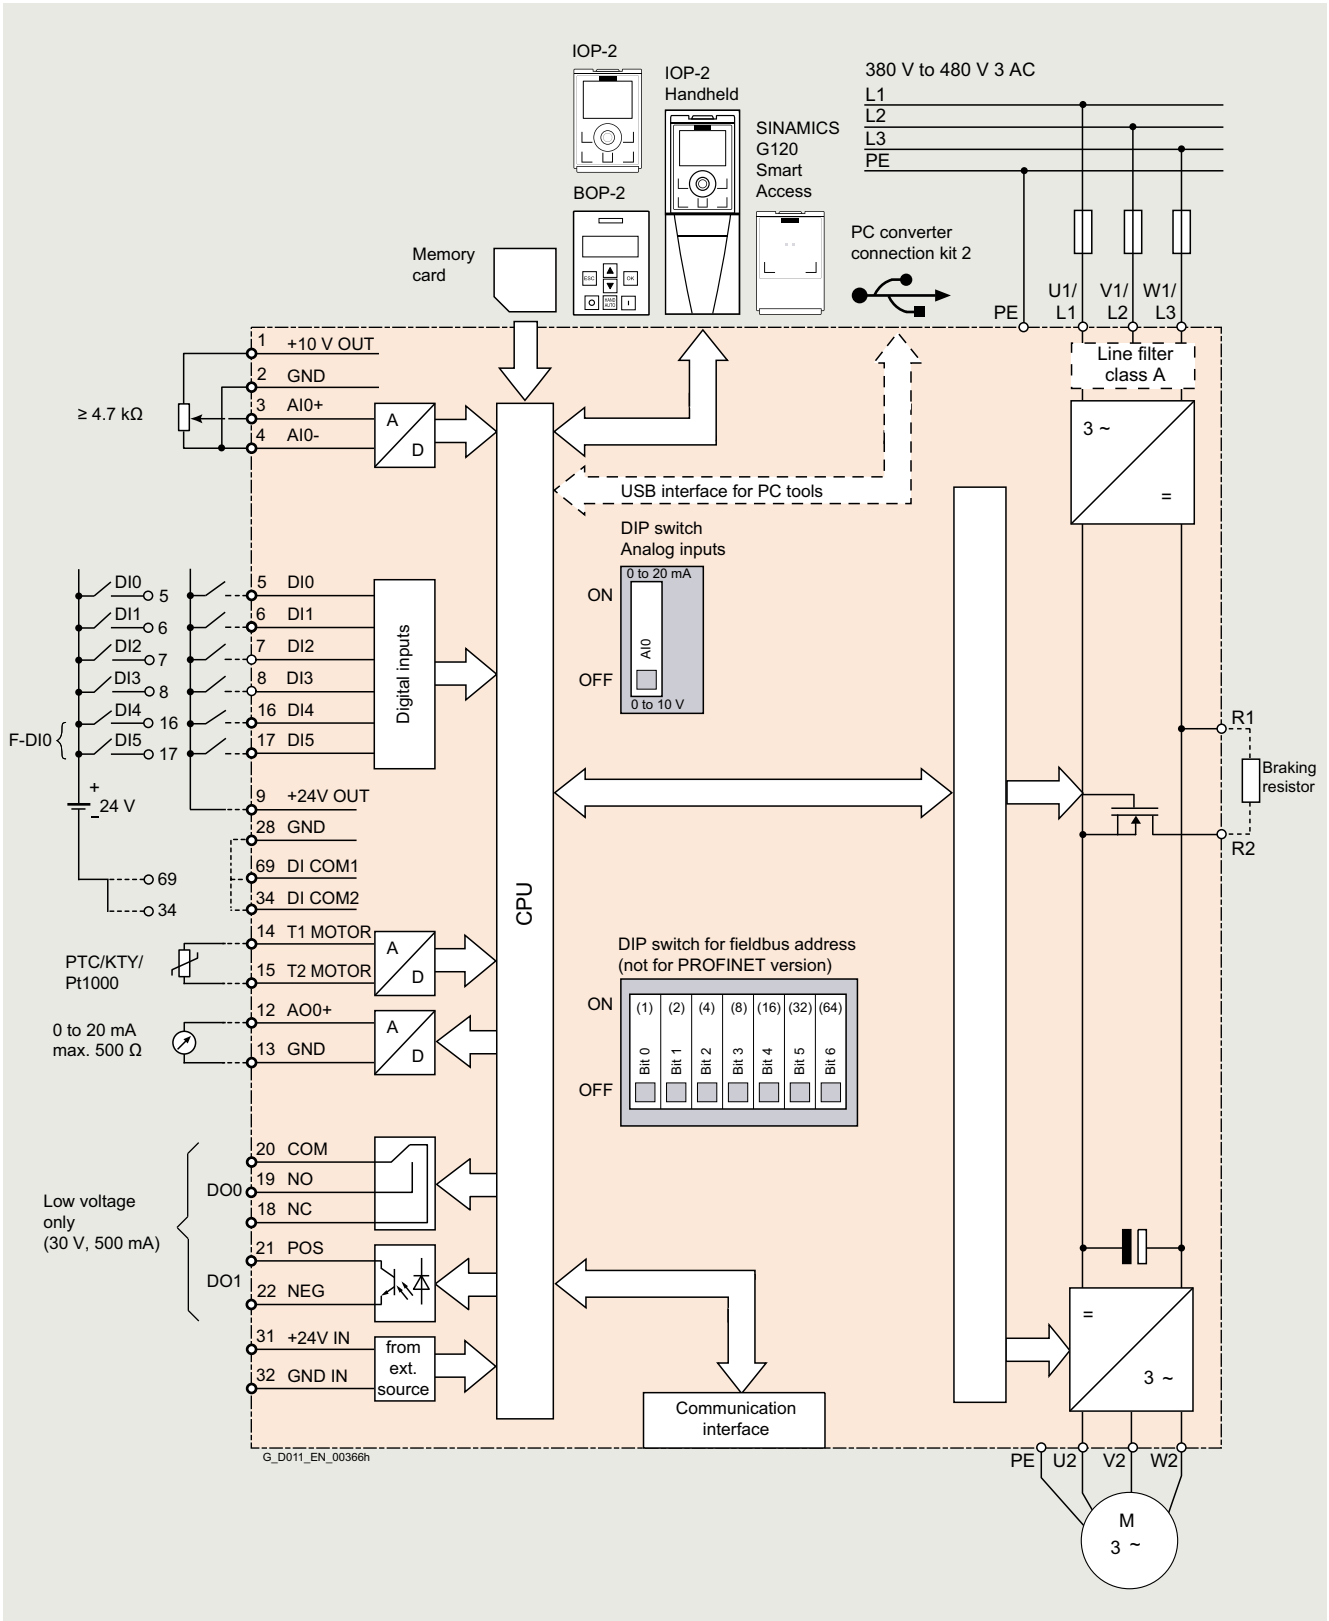 IOP-2
IOP-2
Handheld
380 V to 480 V 3 AC
L1
L2
L3
PE
SINAMICS
G120
Smart
Access
BOP-2
ESC
OK
HAND
AUTO
Memory
card
PC converter
connection kit 2
PE
U1/
L1
V1/
L2
W1/
L3
Line filter
class A
3 ~
=
1 +10 V OUT
2 GND
3 AI0+
4 AI0-
≥ 4.7 kΩ
A
D
USB interface for PC tools
DIP switch
Analog inputs
0 to 20 mA
ON
AI0
OFF
0 to 10 V
DI0 5
DI1 6
DI2 7
DI3 8
DI4 16
DI5 17
F-DI0
5 DI0
6 DI1
7 DI2
8 DI3
16 DI4
17 DI5
Digital inputs
+
24 V
–
9 +24V OUT
28 GND
69 DI COM1
34 DI COM2
69
34
R1
Braking
resistor
R2
CPU
14 T1 MOTOR
15 T2 MOTOR
PTC/KTY/
Pt1000
A
D
12 AO0+
13 GND
0 to 20 mA
max. 500 Ω
A
D
DIP switch for fieldbus address
(not for PROFINET version)
ON
(1) (2) (4) (8) (16) (32) (64)
Bit 0 Bit 1 Bit 2 Bit 3 Bit 4 Bit 5 Bit 6
OFF
20 COM
19 NO
18 NC
DO0
Low voltage
only
(30 V, 500 mA)
21 POS
22 NEG
DO1
31 +24V IN
32 GND IN
from
ext.
source
Communication
interface
=
3 ~
G_D011_EN_00366h
PE U2 V2 W2
M
3 ~